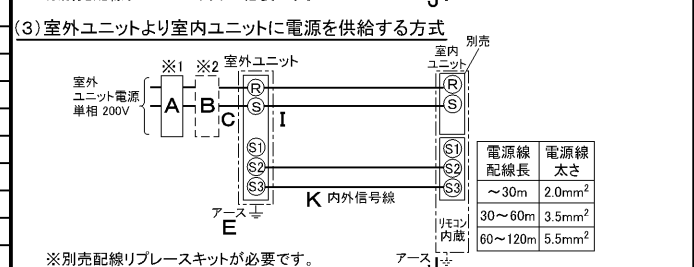 (3)室外ユニットより室内ユニットに電源を供給する方式
別売
※1 ※2 室外ユニット
室内
ユニット
室外
ユニット電源
単相 200V
A B C I
R R
S S
S1 S1
S2 S2
S3 S3
K 内外信号線
アース
E
リモコン
内蔵
アース
J
電源線
配線長
電源線
太さ
～30m 2.0mm²
30～60m 3.5mm²
60～120m 5.5mm²
※別売配線リプレースキットが必要です。